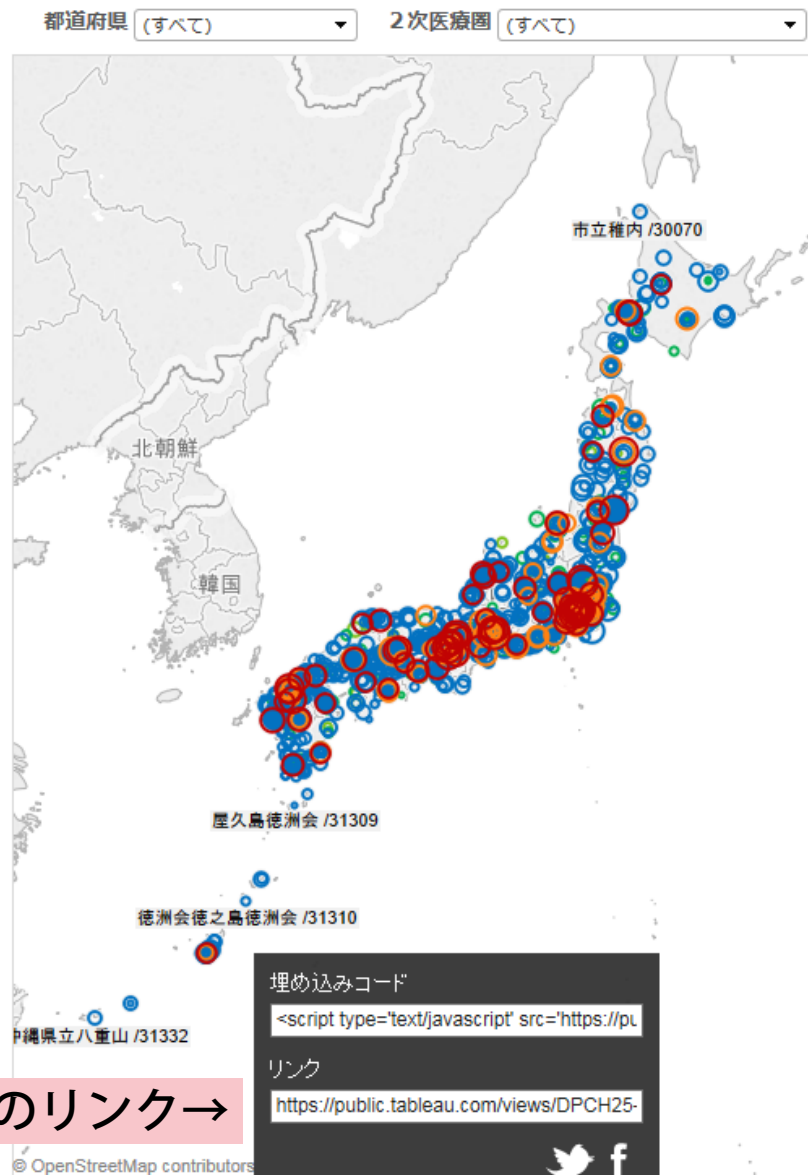 都道府県 (すべて) 2次医療圏 (すべて)
市立稚内 /30070
北朝鮮
韓国
屋久島徳洲会 /31309
徳洲会徳之島徳洲会 /31310
沖縄県立八重山 /31332
埋め込みコード
<script type='text/javascript' src='https://pu
リンク
https://public.tableau.com/views/DPCH25-
のリンク→
© OpenStreetMap contributors